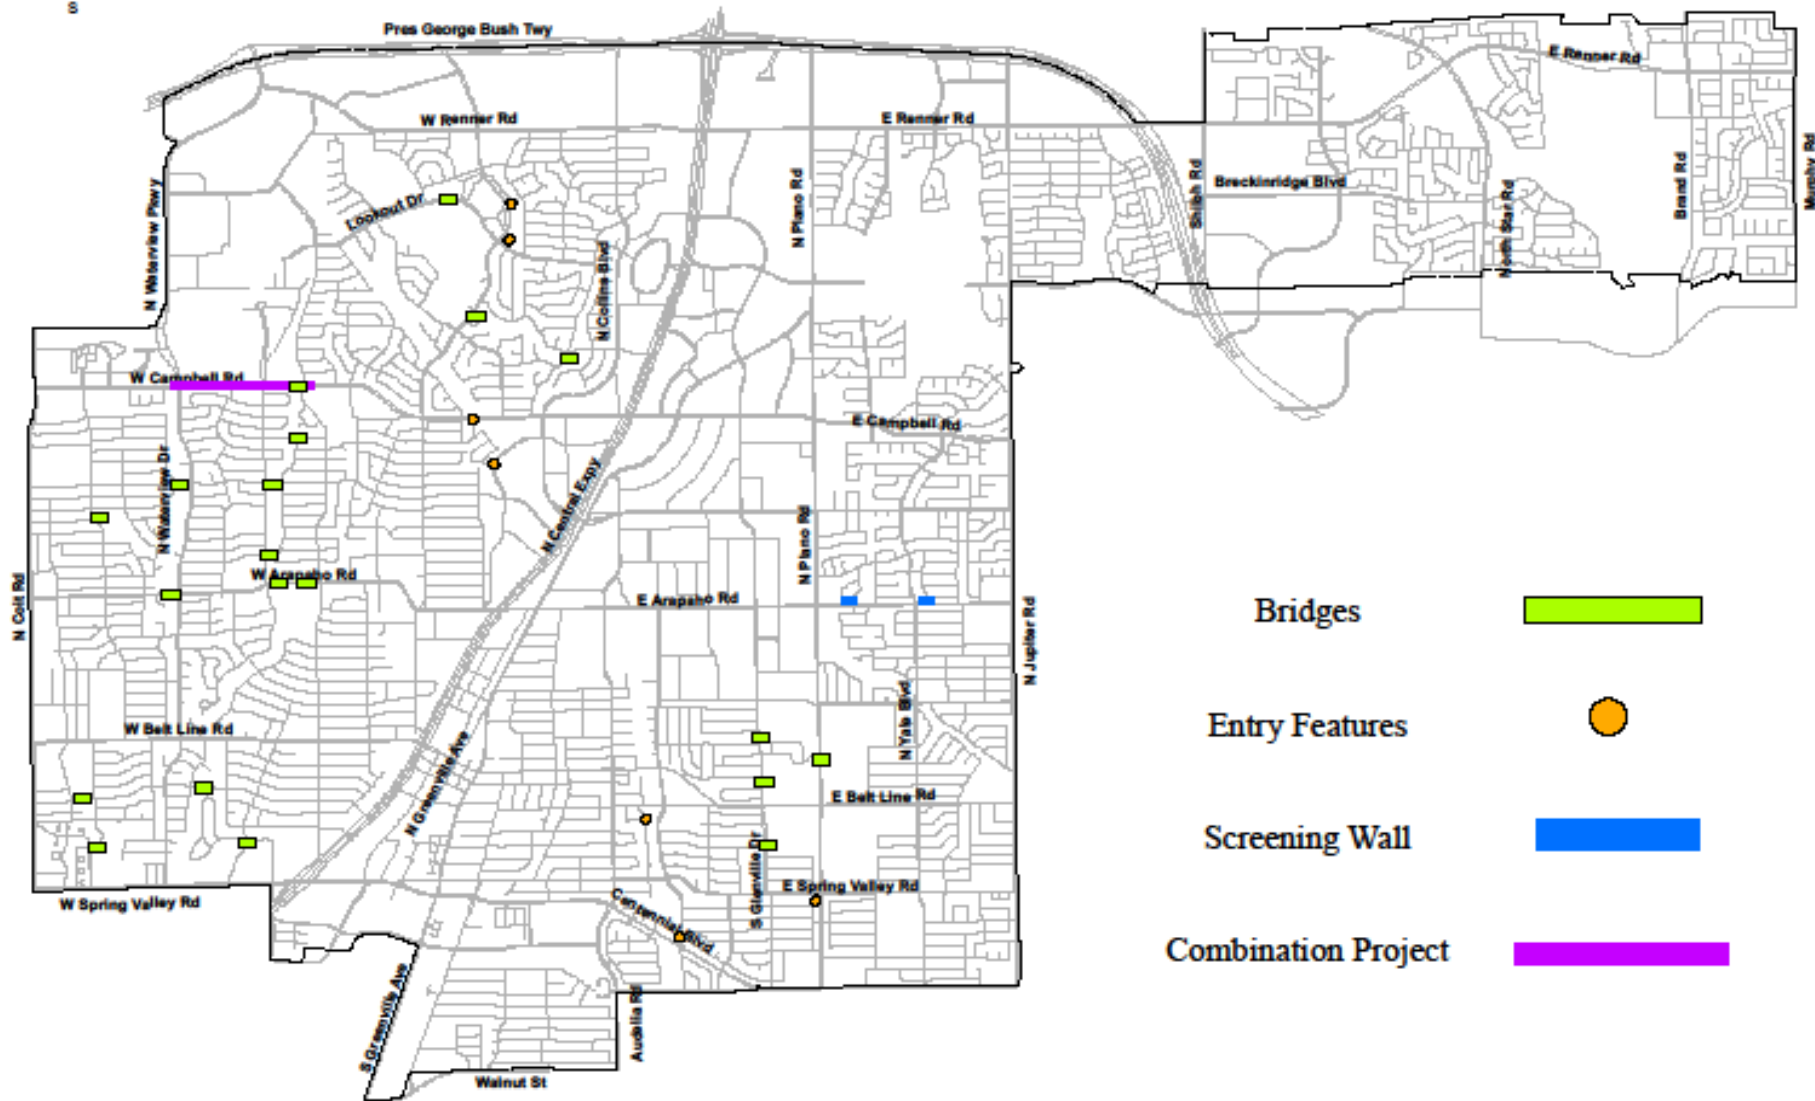 S
Pres George Bush Twy
E Renner Rd
W Renner Rd
E Renner Rd
N Waterview Pkwy
Lookout Dr
N Collins Blvd
N Plano Rd
Shiloh Rd
Breckinridge Blvd
North Star Rd
Brand Rd
Murphy Rd
W Campbell Rd
E Campbell Rd
N Waterview Dr
N Central Expy
N Plano Rd
N Coit Rd
W Arapaho Rd
E Arapaho Rd
N Jupiter Rd
Bridges
Entry Features
Screening Wall
Combination Project
W Belt Line Rd
N Greenville Ave
N Yale Blvd
E Belt Line Rd
S Glenville Dr
E Spring Valley Rd
W Spring Valley Rd
Centennial Blvd
S Greenville Ave
Audelia Rd
Walnut St